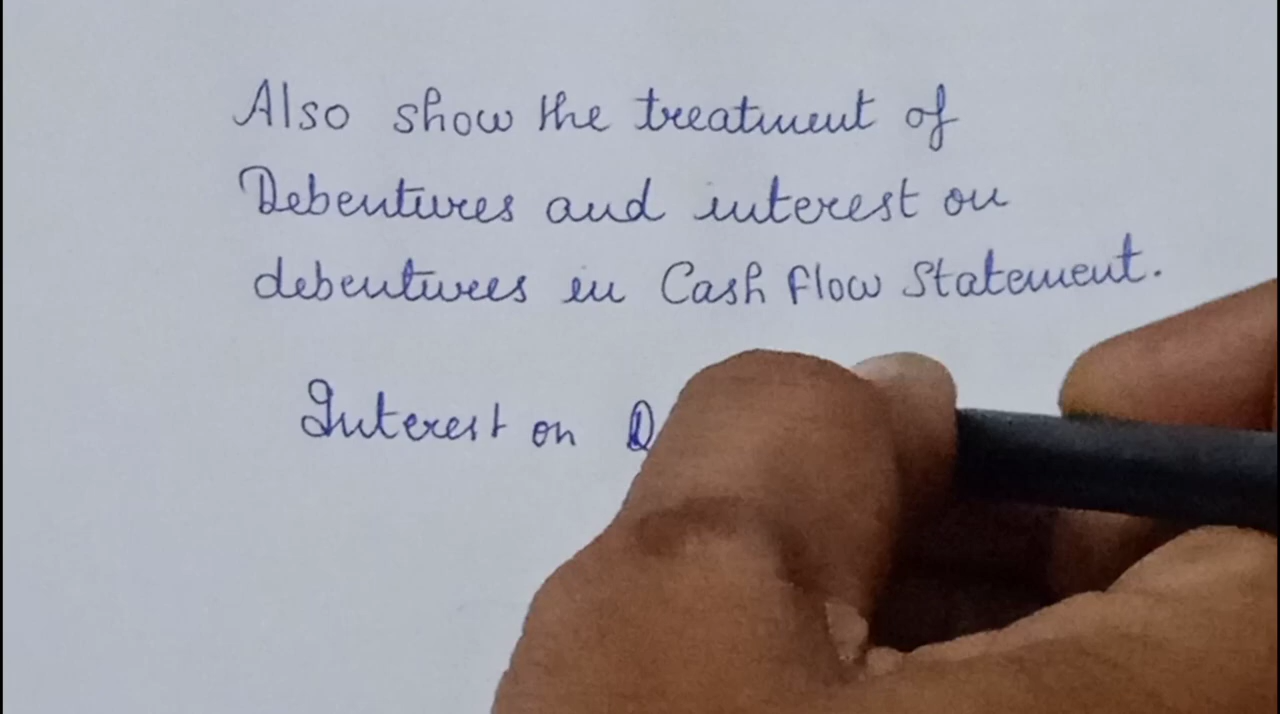 Also show the treatment of
Debentures and interest on
debentures in Cash flow Statement.
Interest on D